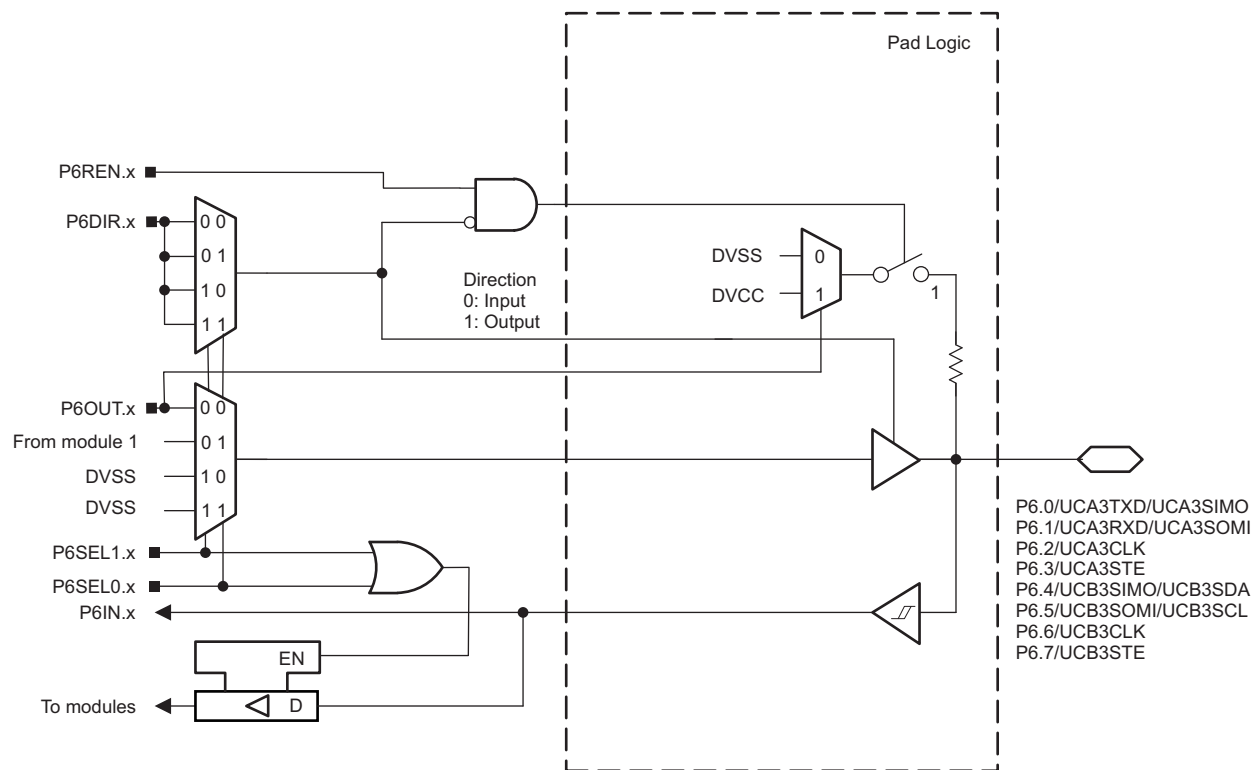 Pad Logic
P6REN.x
P6DIR.x
0 0
0 1
1 0
1 1
Direction
0: Input
1: Output
DVSS
0
DVCC
1
1
P6OUT.x
0 0
From module 1
0 1
DVSS
1 0
DVSS
1 1
P6SEL1.x
P6SEL0.x
P6IN.x
EN
To modules
D
P6.0/UCA3TXD/UCA3SIMO
P6.1/UCA3RXD/UCA3SOMI
P6.2/UCA3CLK
P6.3/UCA3STE
P6.4/UCB3SIMO/UCB3SDA
P6.5/UCB3SOMI/UCB3SCL
P6.6/UCB3CLK
P6.7/UCB3STE